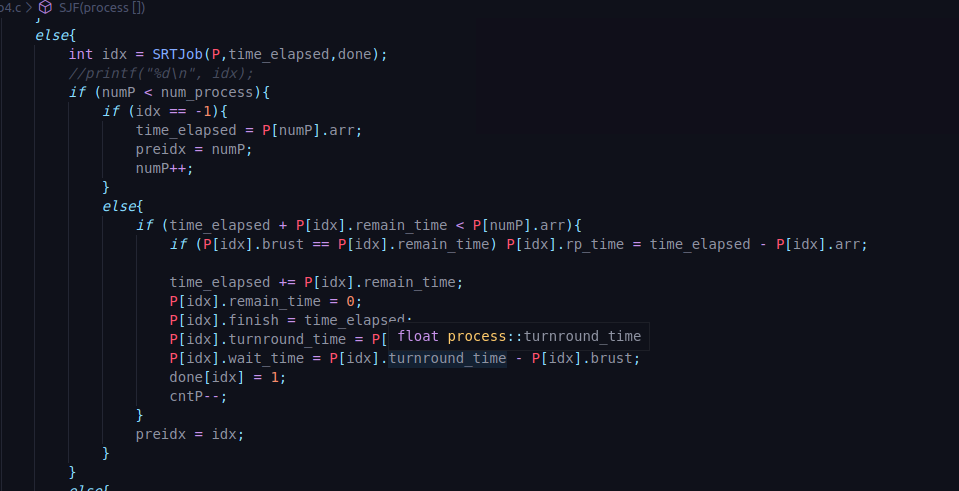 o4.c > SJF(process [])
}
else{
int idx = SRTJob(P,time_elapsed,done);
//printf("%d\n", idx);
if (numP < num_process){
if (idx == -1){
time_elapsed = P[numP].arr;
preidx = numP;
numP++;
}
else{
if (time_elapsed + P[idx].remain_time < P[numP].arr){
if (P[idx].brust == P[idx].remain_time) P[idx].rp_time = time_elapsed - P[idx].arr;
time_elapsed += P[idx].remain_time;
P[idx].remain_time = 0;
P[idx].finish = time_elapsed;
P[idx].turnround_time = P[
float process::turnround_time
P[idx].wait_time = P[idx].turnround_time - P[idx].brust;
done[idx] = 1;
cntP--;
}
preidx = idx;
}
}
else{